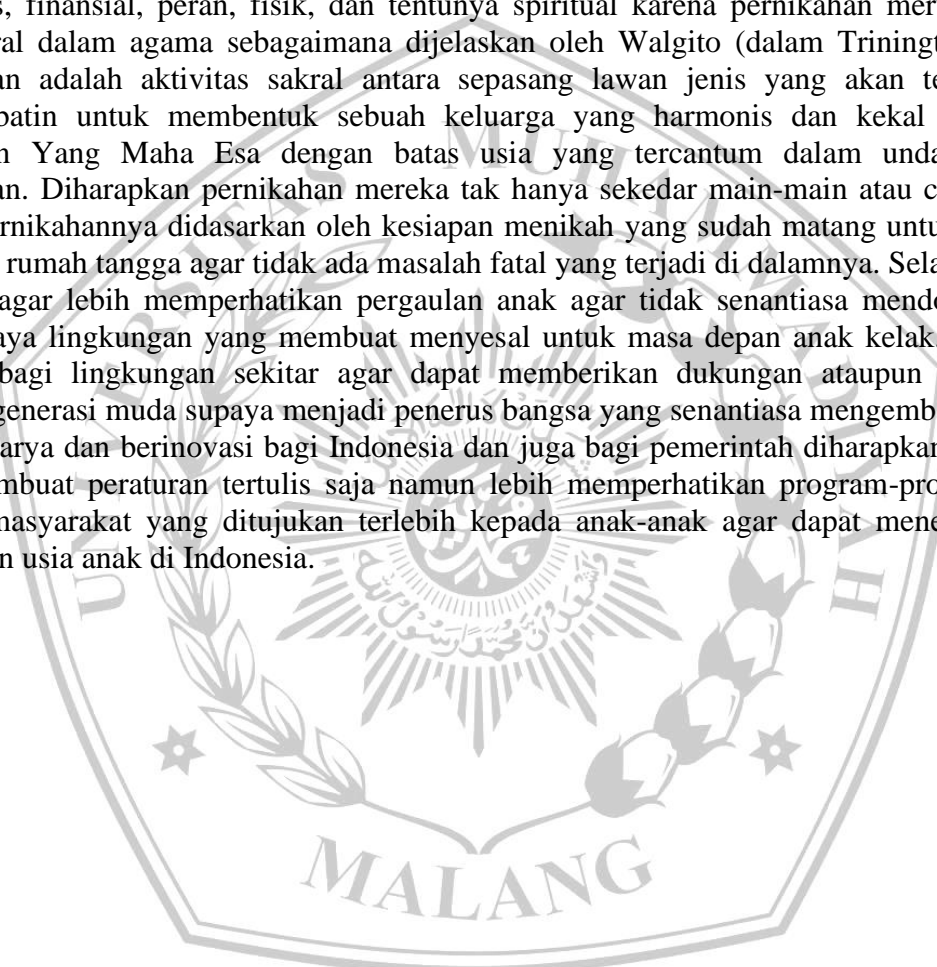 s, finansial, peran, fisik, dan tentunya spiritual karena pernikahan mer
ral dalam agama sebagaimana dijelaskan oleh Walgito (dalam Triningt
an adalah aktivitas sakral antara sepasang lawan jenis yang akan te
batin untuk membentuk sebuah keluarga yang harmonis dan kekal
n Yang Maha Esa dengan batas usia yang tercantum dalam unda
an. Diharapkan pernikahan mereka tak hanya sekedar main-main atau c
rnikahannya didasarkan oleh kesiapan menikah yang sudah matang untu
rumah tangga agar tidak ada masalah fatal yang terjadi di dalamnya. Sela
agar lebih memperhatikan pergaulan anak agar tidak senantiasa mendo
aya lingkungan yang membuat menyesal untuk masa depan anak kelak
bagi lingkungan sekitar agar dapat memberikan dukungan ataupun
generasi muda supaya menjadi penerus bangsa yang senantiasa mengemb
arya dan berinovasi bagi Indonesia dan juga bagi pemerintah diharapkan
mbuat peraturan tertulis saja namun lebih memperhatikan program-pro
masyarakat yang ditujukan terlebih kepada anak-anak agar dapat mene
n usia anak di Indonesia.
UNIVERSITAS MUHAMMADIYAH
MALANG